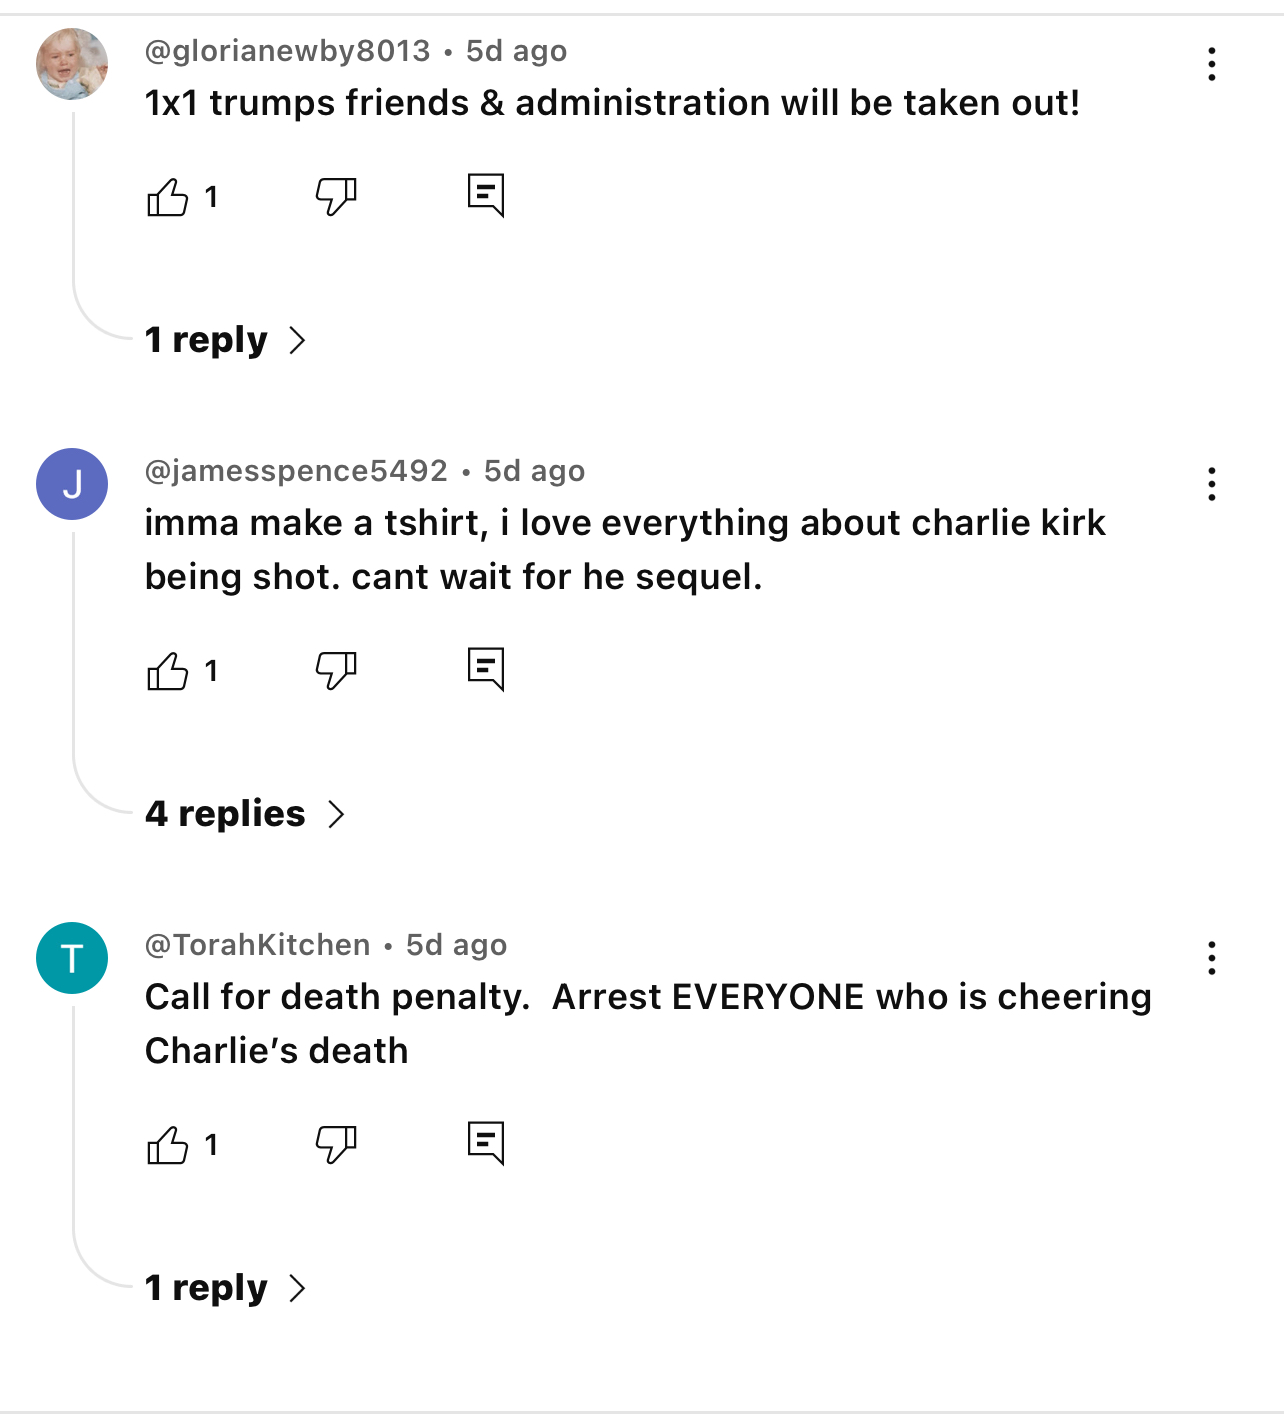 @glorianewby8013 • 5d ago
1x1 trumps friends & administration will be taken out!
1
1 reply
J
@jamesspence5492 • 5d ago
imma make a tshirt, i love everything about charlie kirk
being shot. cant wait for he sequel.
1
4 replies
T
@TorahKitchen • 5d ago
Call for death penalty.  Arrest EVERYONE who is cheering
Charlie’s death
1
1 reply